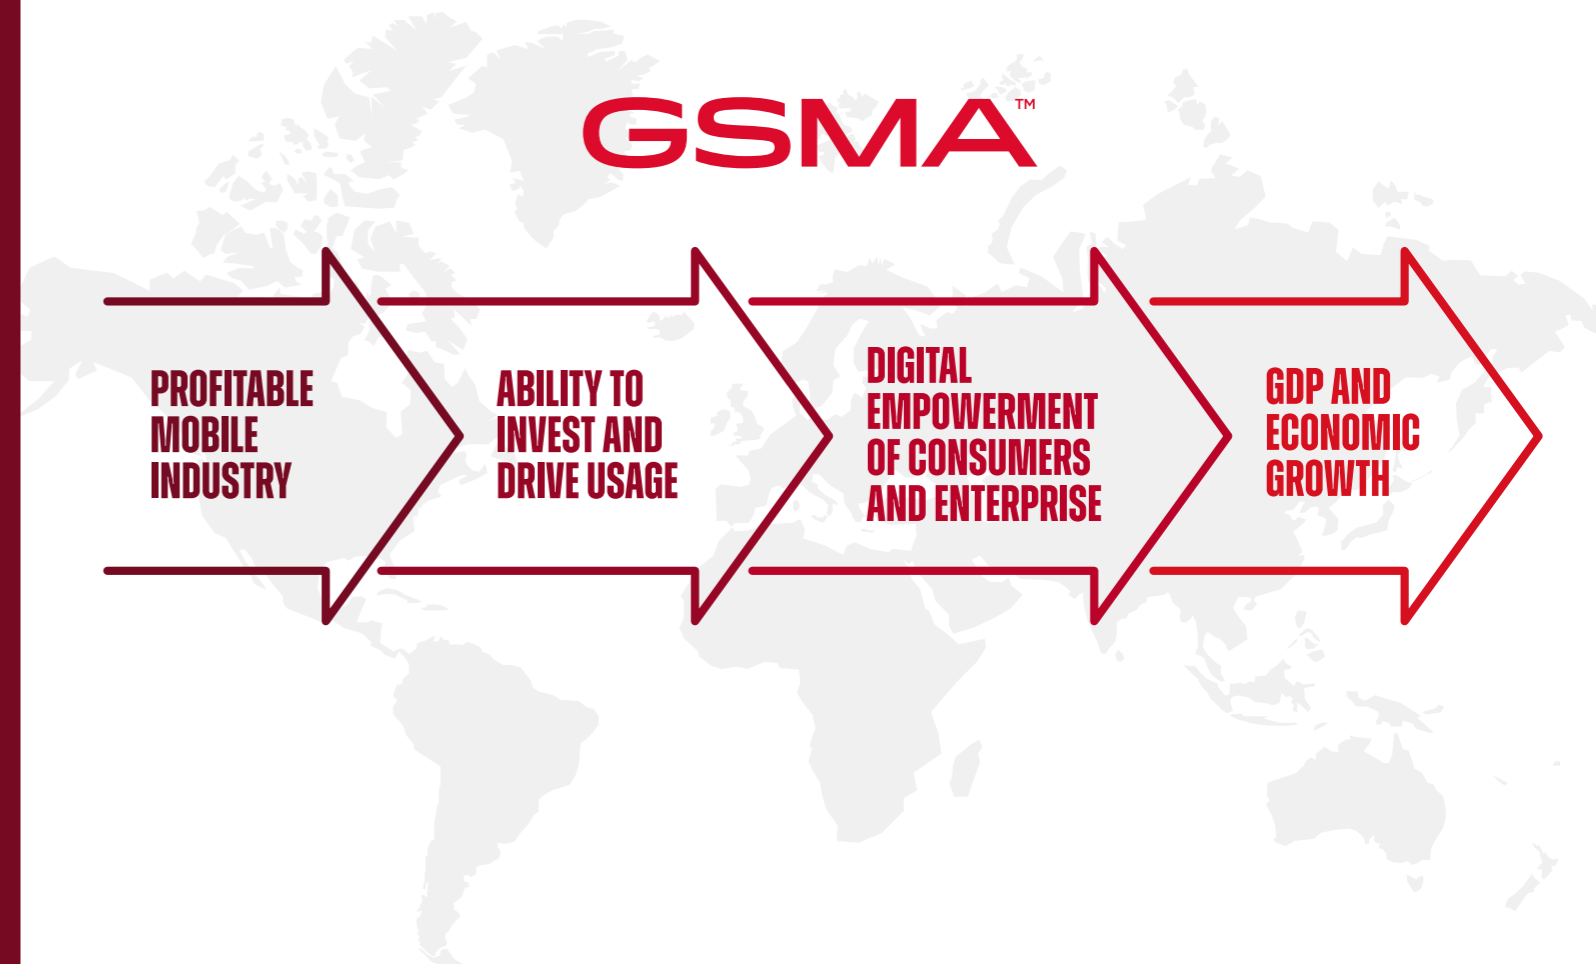 GSMA™
PROFITABLE
MOBILE
INDUSTRY
ABILITY TO
INVEST AND
DRIVE USAGE
DIGITAL
EMPOWERMENT
OF CONSUMERS
AND ENTERPRISE
GDP AND
ECONOMIC
GROWTH